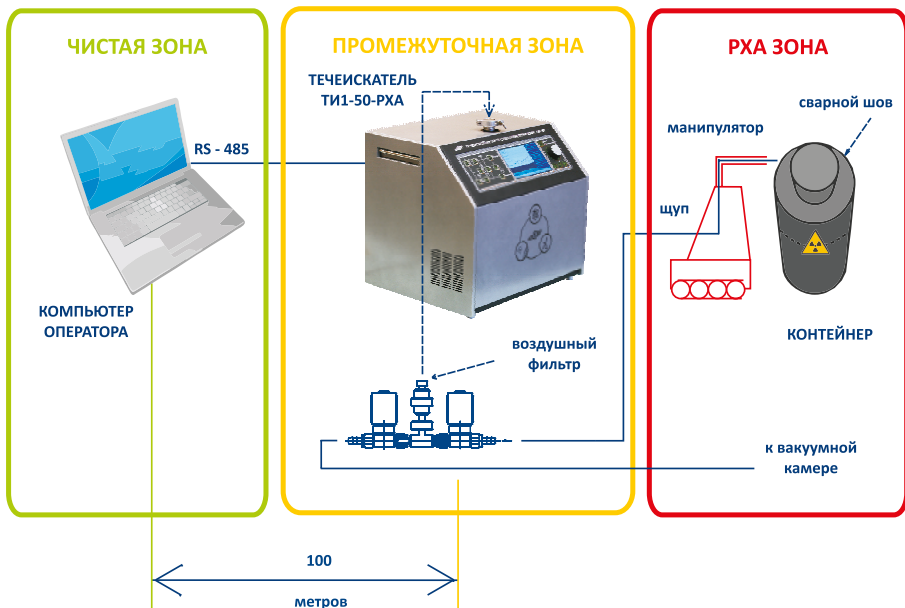 ЧИСТАЯ ЗОНА
ПРОМЕЖУТОЧНАЯ ЗОНА
РХА ЗОНА
ТЕЧЕИСКАТЕЛЬ
ТИ1-50-РХА
RS - 485
сварной шов
манипулятор
щуп
КОМПЬЮТЕР
ОПЕРАТОРА
КОНТЕЙНЕР
воздушный
фильтр
к вакуумной
камере
100
метров